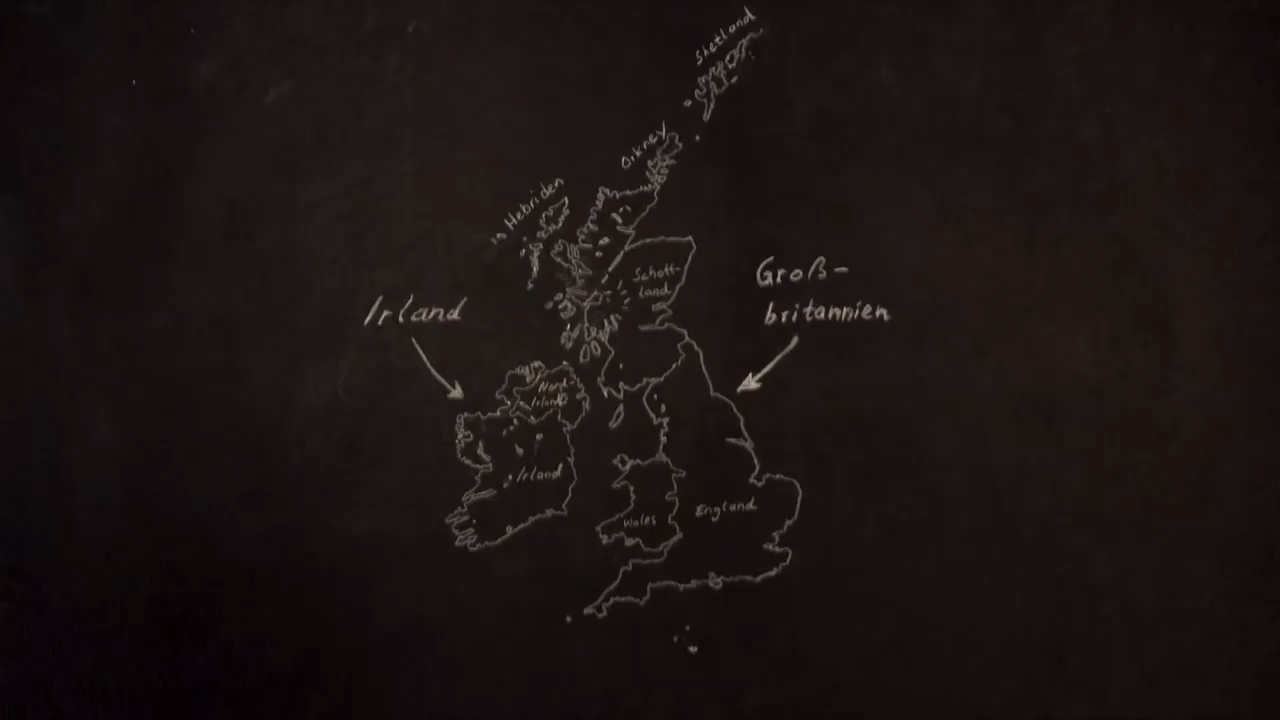 Shetland
Orkney
Hebriden
Schott-
land
Groß-
britannien
Irland
Nord-
Irland
Irland
Wales
England